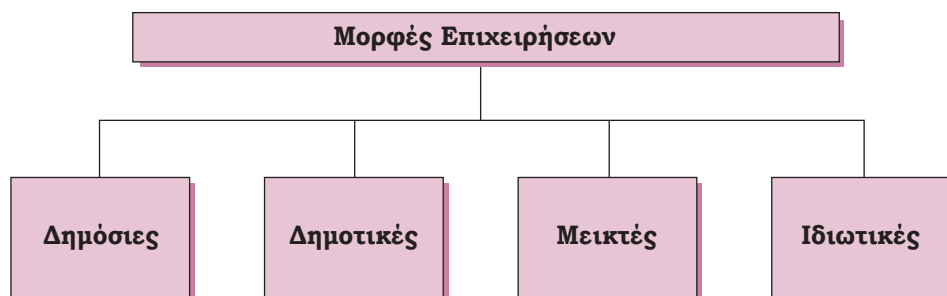 Μορφές Επιχειρήσεων
Δημόσιες
Δημοτικές
Μεικτές
Ιδιωτικές